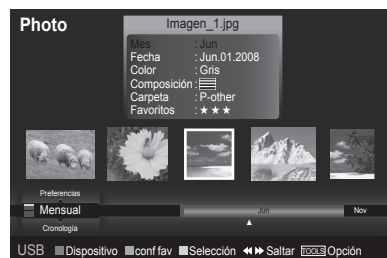 Photo
Imagen_1.jpg
Mes : Jun
Fecha : Jun.01.2008
Color : Gris
Composición :
Carpeta : P-other
Favoritos : ★ ★ ★
Preferencias
Mensual
Jun
Nov
Cronología
USB Dispositivo conf fav Selección Saltar TOOLS Opción